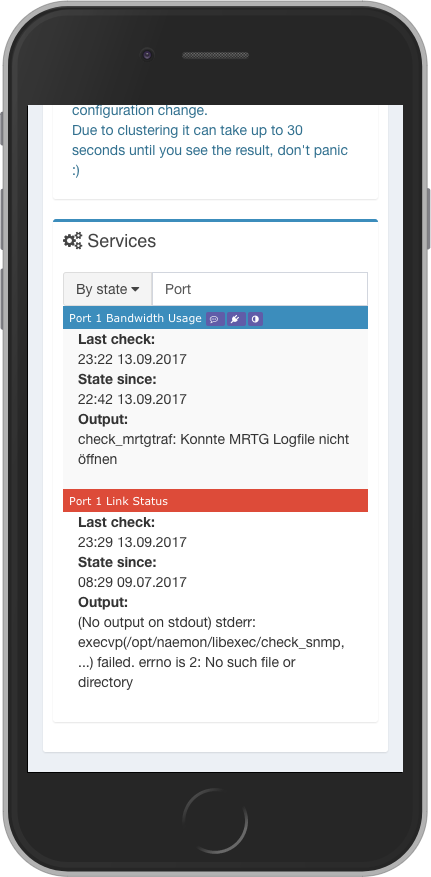 configuration change.
Due to clustering it can take up to 30
seconds until you see the result, don't panic
:)
Services
By state
Port
Port 1 Bandwidth Usage
Last check:
23:22 13.09.2017
State since:
22:42 13.09.2017
Output:
check_mrtgtraf: Konnte MRTG Logfile nicht
öffnen
Port 1 Link Status
Last check:
23:29 13.09.2017
State since:
08:29 09.07.2017
Output:
(No output on stdout) stderr:
execvp(/opt/naemon/libexec/check_snmp,
...) failed. errno is 2: No such file or
directory